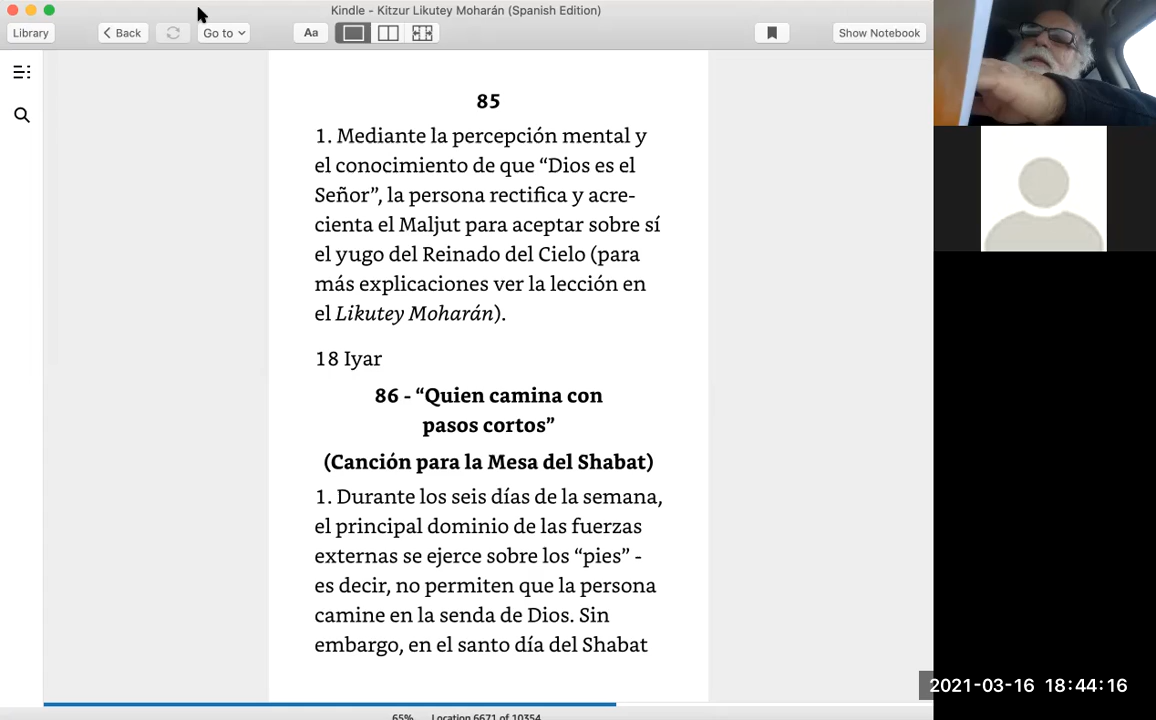 Kindle - Kitzur Likutey Moharán (Spanish Edition)
Library
Back
Go to
Aa
Show Notebook
85
1. Mediante la percepción mental y
el conocimiento de que “Dios es el
Señor”, la persona rectifica y acre-
cienta el Maljut para aceptar sobre sí
el yugo del Reinado del Cielo (para
más explicaciones ver la lección en
el Likutey Moharán).
18 Iyar
86 - “Quien camina con
pasos cortos”
(Canción para la Mesa del Shabat)
1. Durante los seis días de la semana,
el principal dominio de las fuerzas
externas se ejerce sobre los “pies” -
es decir, no permiten que la persona
camine en la senda de Dios. Sin
embargo, en el santo día del Shabat
2021-03-16 18:44:16
65% Location 6671 of 10354